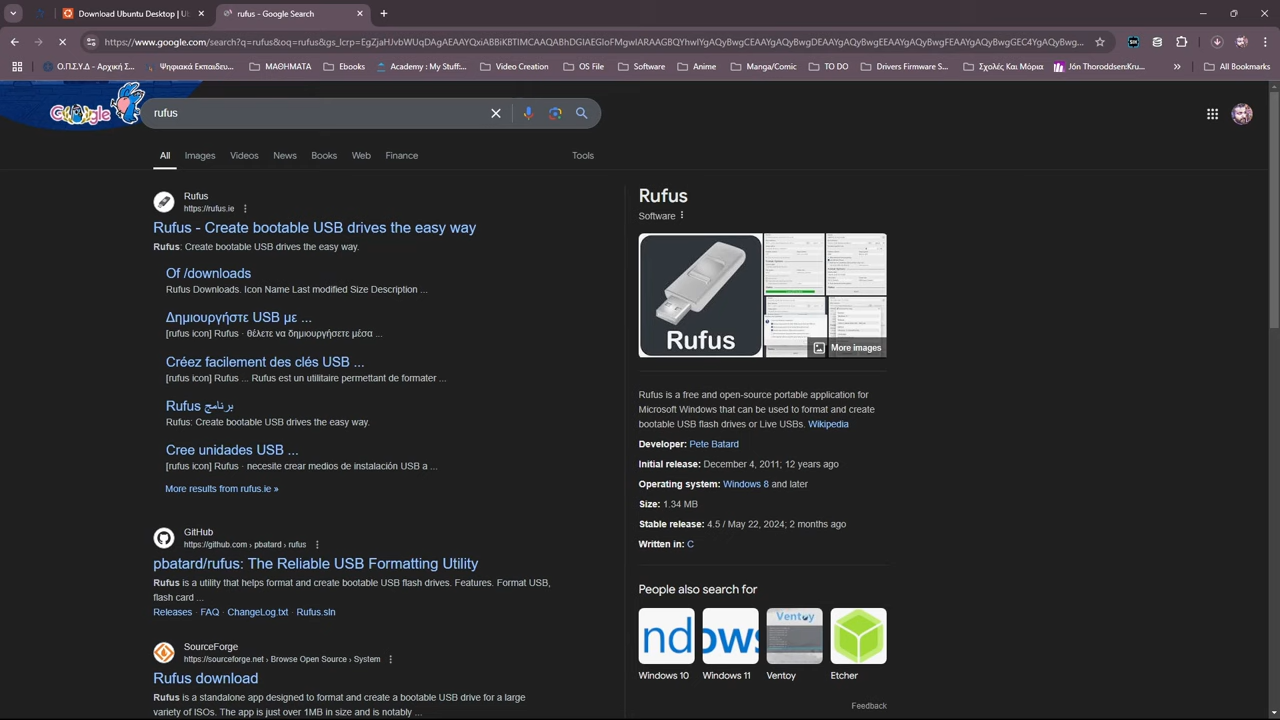 Download Ubuntu Desktop | U
rufus - Google Search
https://www.google.com/search?q=rufus&oq=rufus&gs_lcrp=EgZjaHJvbWUqDAgAEAAYQxiABBiKBTIMCAAQABhDGIAEGIoFMgwIARAAGBQYhwIYgAQyBwgCEAAYgAQyBwgDEAAYgAQyBwgEEAAYgAQyBwgFEAAYgAQyBwgGEC4YgAQyBwgHEAAYgAQyBwg...
Ο.Π.ΣΥ.Δ - Αρχική Σ...
Ψηφιακά Εκπαιδευ...
ΜΑΘΗΜΑΤΑ
Ebooks
Academy : My Stuff:...
Video Creation
OS File
Software
Anime
Manga/Comic
TO DO
Drivers Firmware S...
Σχολές Και Μόρια
Jón Thoroddsen:Kru...
All Bookmarks
Google
rufus
All
Images
Videos
News
Books
Web
Finance
Tools
Rufus
https://rufus.ie
Rufus - Create bootable USB drives the easy way
Rufus: Create bootable USB drives the easy way.
Of /downloads
Rufus Downloads. Icon Name Last modified Size Description ...
Δημιουργήστε USB με ...
[rufus icon] Rufus · θέλετε να δημιουργήσετε μέσα ...
Créez facilement des clés USB ...
[rufus icon] Rufus ... Rufus est un utilitaire permettant de formater ...
Rufus برنامج
Rufus: Create bootable USB drives the easy way.
Cree unidades USB ...
[rufus icon] Rufus · necesite crear medios de instalación USB a ...
More results from rufus.ie »
GitHub
https://github.com › pbatard › rufus
pbatard/rufus: The Reliable USB Formatting Utility
Rufus is a utility that helps format and create bootable USB flash drives. Features. Format USB,
flash card ...
Releases · FAQ · ChangeLog.txt · Rufus.sln
SourceForge
https://sourceforge.net › Browse Open Source › System
Rufus download
Rufus is a standalone app designed to format and create a bootable USB drive for a large
variety of ISOs. The app is just over 1MB in size and is notably ...
Rufus
Software
Rufus
More images
Rufus is a free and open-source portable application for
Microsoft Windows that can be used to format and create
bootable USB flash drives or Live USBs. Wikipedia
Developer: Pete Batard
Initial release: December 4, 2011; 12 years ago
Operating system: Windows 8 and later
Size: 1.34 MB
Stable release: 4.5 / May 22, 2024; 2 months ago
Written in: C
People also search for
ndows
Ventoy
Windows 10
Windows 11
Ventoy
Etcher
Feedback